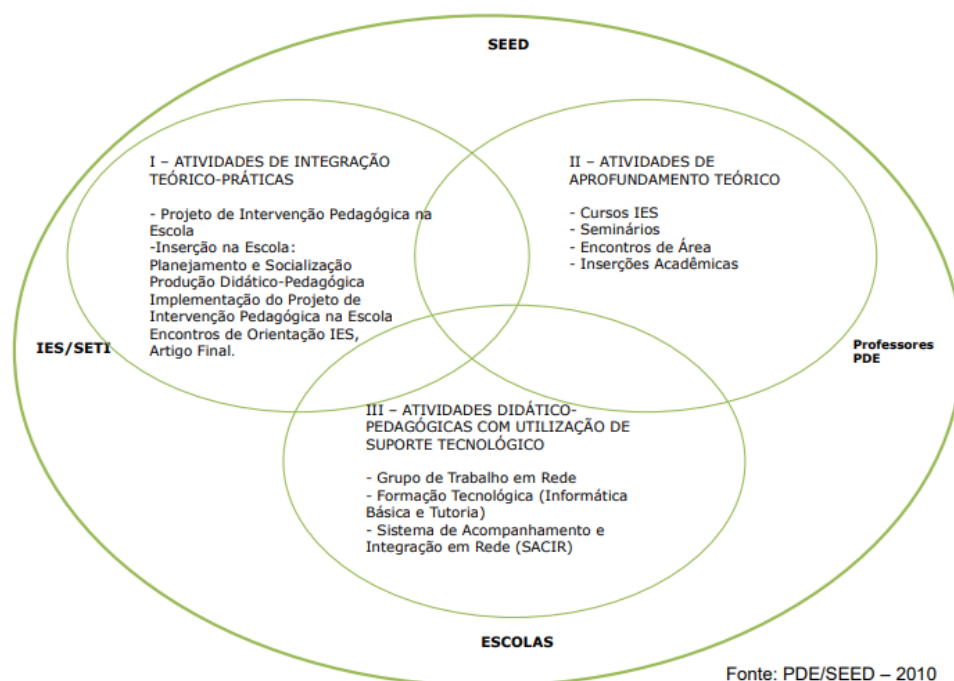 SEED
I – ATIVIDADES DE INTEGRAÇÃO
TEÓRICO-PRÁTICAS
- Projeto de Intervenção Pedagógica na
Escola
-Inserção na Escola:
Planejamento e Socialização
Produção Didático-Pedagógica
Implementação do Projeto de
Intervenção Pedagógica na Escola
Encontros de Orientação IES,
Artigo Final.
II – ATIVIDADES DE
APROFUNDAMENTO TEÓRICO
- Cursos IES
- Seminários
- Encontros de Área
- Inserções Acadêmicas
IES/SETI
Professores
PDE
III – ATIVIDADES DIDÁTICO-
PEDAGÓGICAS COM UTILIZAÇÃO DE
SUPORTE TECNOLÓGICO
- Grupo de Trabalho em Rede
- Formação Tecnológica (Informática
Básica e Tutoria)
- Sistema de Acompanhamento e
Integração em Rede (SACIR)
ESCOLAS
Fonte: PDE/SEED – 2010